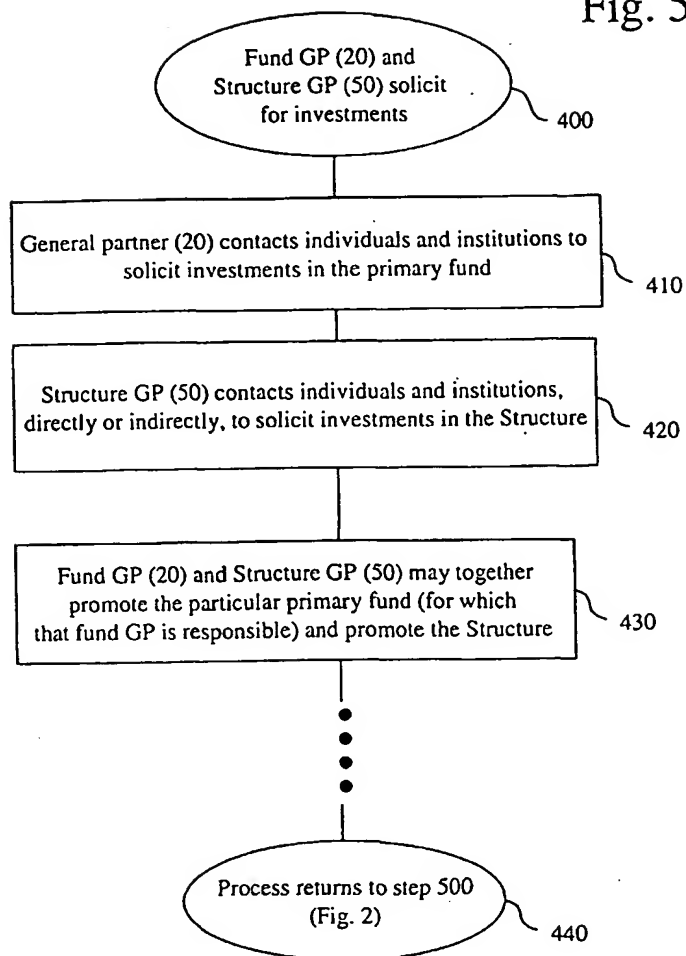 Fig. 5
Fund GP (20) and
Structure GP (50) solicit
for investments
400
General partner (20) contacts individuals and institutions to
solicit investments in the primary fund
410
Structure GP (50) contacts individuals and institutions,
directly or indirectly, to solicit investments in the Structure
420
Fund GP (20) and Structure GP (50) may together
promote the particular primary fund (for which
that fund GP is responsible) and promote the Structure
430
Process returns to step 500
(Fig. 2)
440